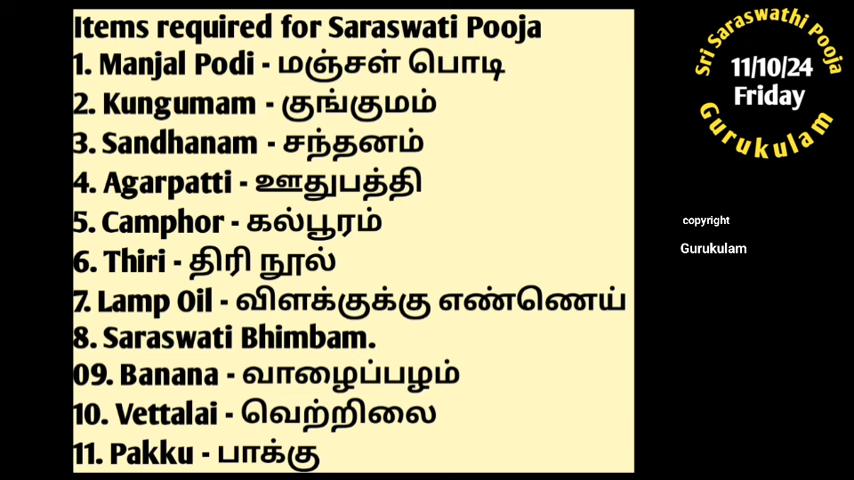 Items required for Saraswati Pooja
1. Manjal Podi - மஞ்சள் பொடி
2. Kungumam - குங்குமம்
3. Sandhanam - சந்தனம்
4. Agarpatti - ஊதுபத்தி
5. Camphor - கல்பூரம்
6. Thiri - திரி நூல்
7. Lamp Oil - விளக்குக்கு எண்ணெய்
8. Saraswati Bhimbam.
09. Banana - வாழைப்பழம்
10. Vettalai - வெற்றிலை
11. Pakku - பாக்கு
Sri Saraswathi Pooja
11/10/24
Friday
Gurukulam
copyright
Gurukulam